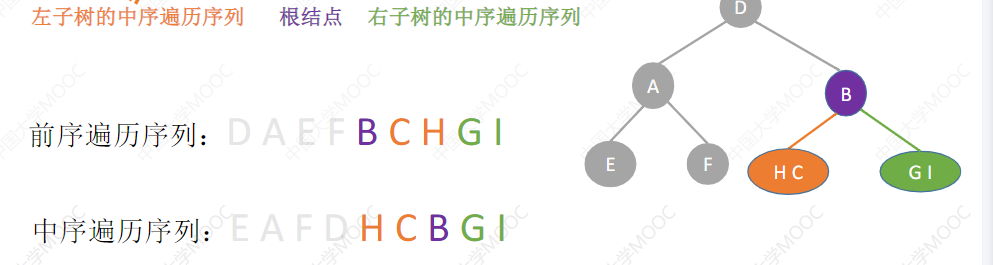 左子树的中序遍历序列 根结点 右子树的中序遍历序列
D
A
B
前序遍历序列：D A E F B C H G I
E F H C G I
中序遍历序列：E A F D H C B G I
中国大学MOOC